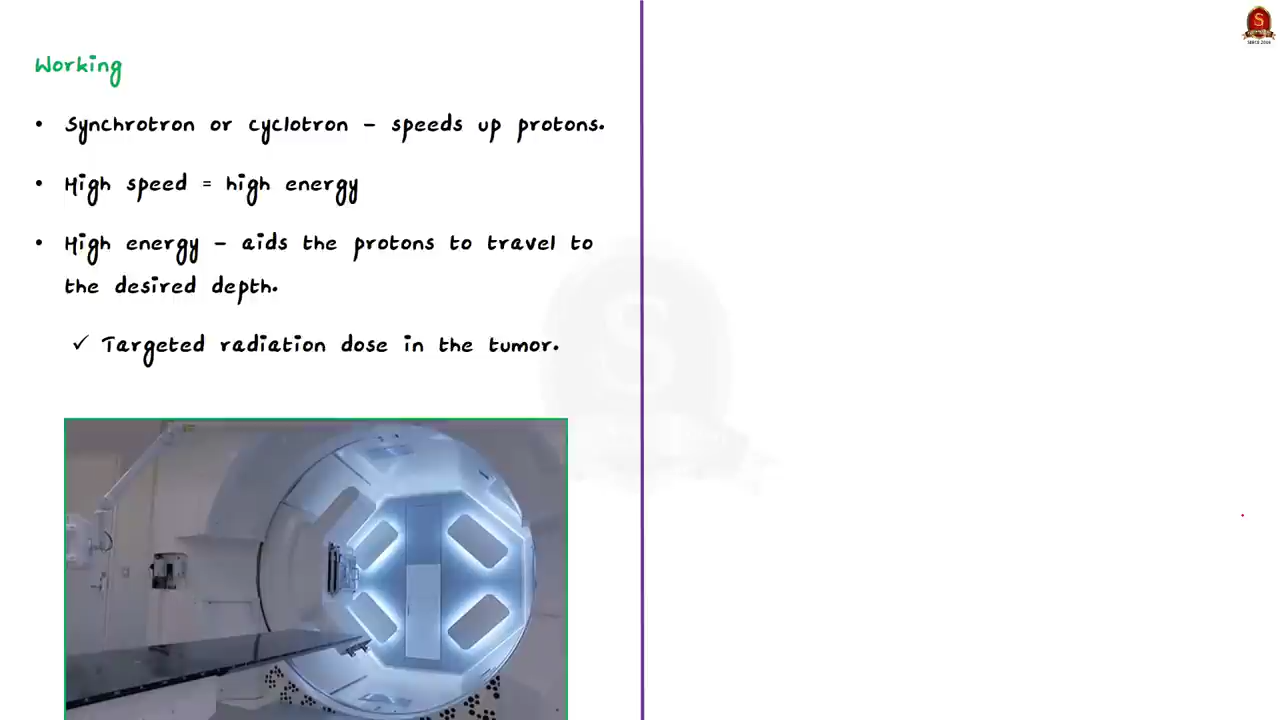 Working
• Synchrotron or cyclotron - speeds up protons.
• High speed = high energy
• High energy - aids the protons to travel to
the desired depth.
✓ Targeted radiation dose in the tumor.
S